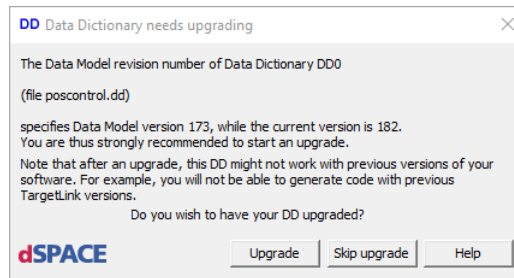 DD Data Dictionary needs upgrading
The Data Model revision number of Data Dictionary DD0
(file poscontrol.dd)
specifies Data Model version 173, while the current version is 182.
You are thus strongly recommended to start an upgrade.
Note that after an upgrade, this DD might not work with previous versions of your
software. For example, you will not be able to generate code with previous
TargetLink versions.
Do you wish to have your DD upgraded?
dSPACE Upgrade Skip upgrade Help